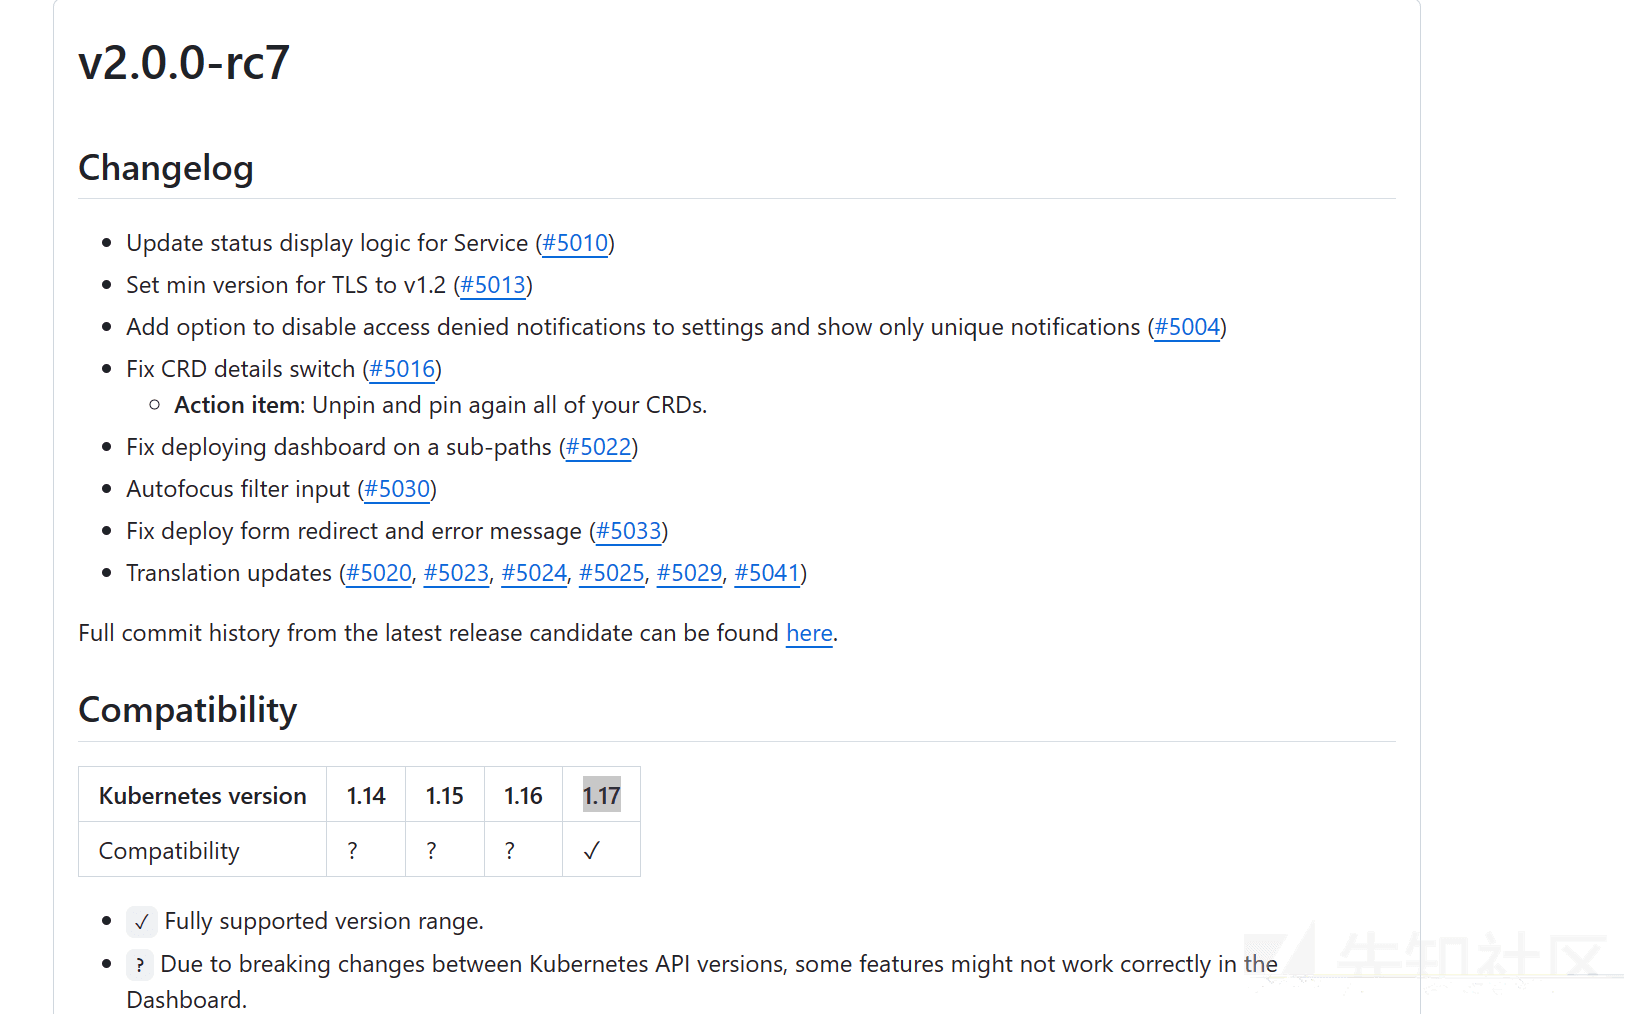 v2.0.0-rc7
Changelog
Update status display logic for Service (#5010)
Set min version for TLS to v1.2 (#5013)
Add option to disable access denied notifications to settings and show only unique notifications (#5004)
Fix CRD details switch (#5016)
Action item: Unpin and pin again all of your CRDs.
Fix deploying dashboard on a sub-paths (#5022)
Autofocus filter input (#5030)
Fix deploy form redirect and error message (#5033)
Translation updates (#5020, #5023, #5024, #5025, #5029, #5041)
Full commit history from the latest release candidate can be found here.
Compatibility
Kubernetes version 1.14 1.15 1.16 1.17
Compatibility ? ? ? ✓
✓ Fully supported version range.
? Due to breaking changes between Kubernetes API versions, some features might not work correctly in the
Dashboard.
先知社区